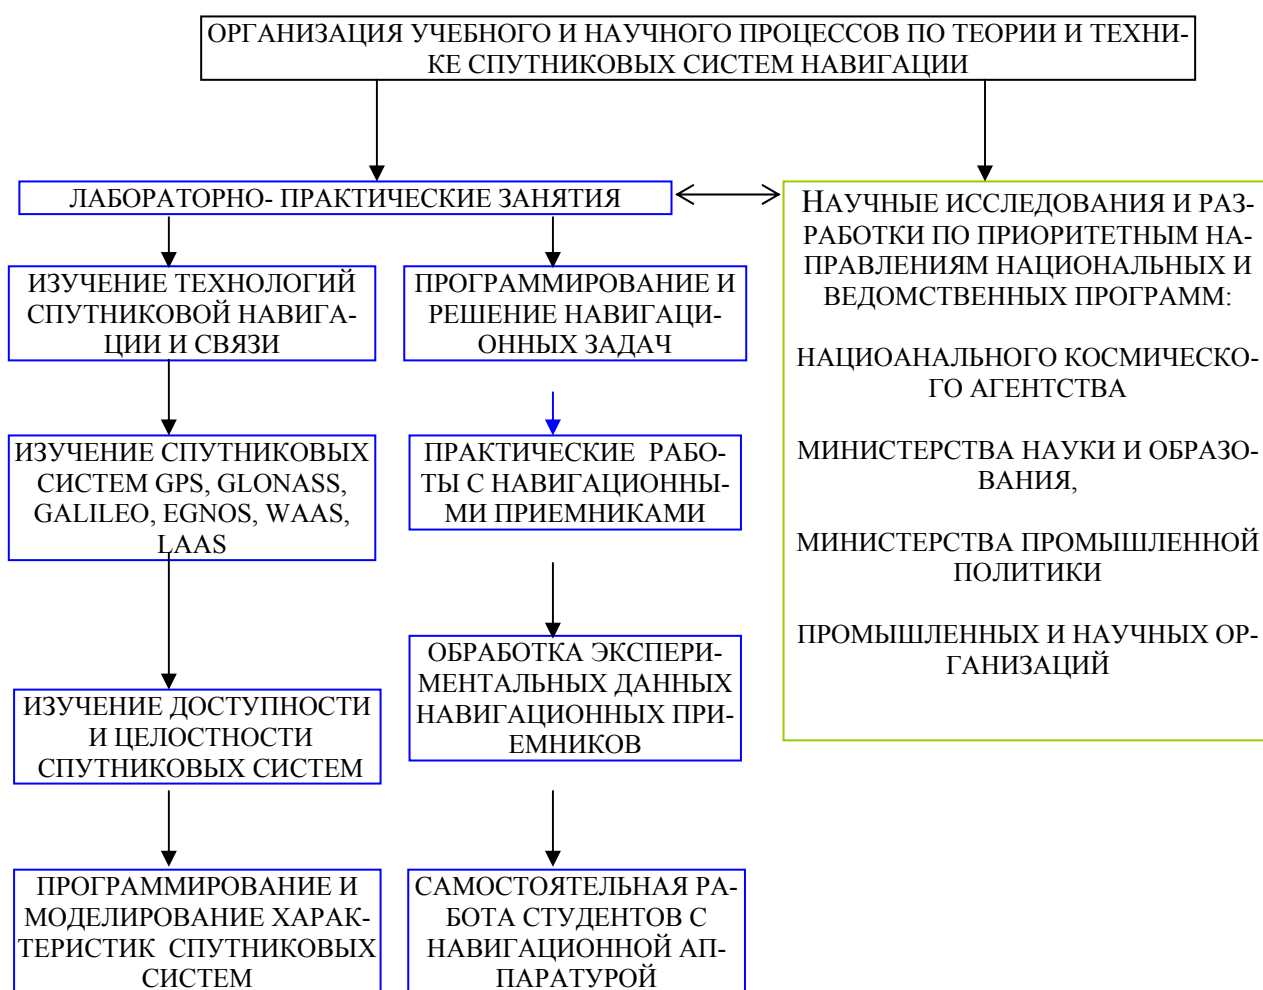 ОРГАНИЗАЦИЯ УЧЕБНОГО И НАУЧНОГО ПРОЦЕССОВ ПО ТЕОРИИ И ТЕХНИ-
КЕ СПУТНИКОВЫХ СИСТЕМ НАВИГАЦИИ
ЛАБОРАТОРНО- ПРАКТИЧЕСКИЕ ЗАНЯТИЯ
ИЗУЧЕНИЕ ТЕХНОЛОГИЙ
СПУТНИКОВОЙ НАВИГА-
ЦИИ И СВЯЗИ
ИЗУЧЕНИЕ СПУТНИКОВЫХ
СИСТЕМ GPS, GLONASS,
GALILEO, EGNOS, WAAS,
LAAS
ИЗУЧЕНИЕ ДОСТУПНОСТИ
И ЦЕЛОСТНОСТИ
СПУТНИКОВЫХ СИСТЕМ
ПРОГРАММИРОВАНИЕ И
МОДЕЛИРОВАНИЕ ХАРАК-
ТЕРИСТИК СПУТНИКОВЫХ
СИСТЕМ
ПРОГРАММИРОВАНИЕ И
РЕШЕНИЕ НАВИГАЦИ-
ОННЫХ ЗАДАЧ
ПРАКТИЧЕСКИЕ РАБО-
ТЫ С НАВИГАЦИОННЫ-
МИ ПРИЕМНИКАМИ
ОБРАБОТКА ЭКСПЕРИ-
МЕНТАЛЬНЫХ ДАННЫХ
НАВИГАЦИОННЫХ ПРИ-
ЕМНИКОВ
САМОСТОЯТЕЛЬНАЯ РА-
БОТА СТУДЕНТОВ С
НАВИГАЦИОННОЙ АП-
ПАРАТУРОЙ
НАУЧНЫЕ ИССЛЕДОВАНИЯ И РАЗ-
РАБОТКИ ПО ПРИОРИТЕТНЫМ НА-
ПРАВЛЕНИЯМ НАЦИОНАЛЬНЫХ И
ВЕДОМСТВЕННЫХ ПРОГРАММ:
НАЦИОАНАЛЬНОГО КОСМИЧЕСКО-
ГО АГЕНТСТВА
МИНИСТЕРСТВА НАУКИ И ОБРАЗО-
ВАНИЯ,
МИНИСТЕРСТВА ПРОМЫШЛЕННОЙ
ПОЛИТИКИ
ПРОМЫШЛЕННЫХ И НАУЧНЫХ ОР-
ГАНИЗАЦИЙ